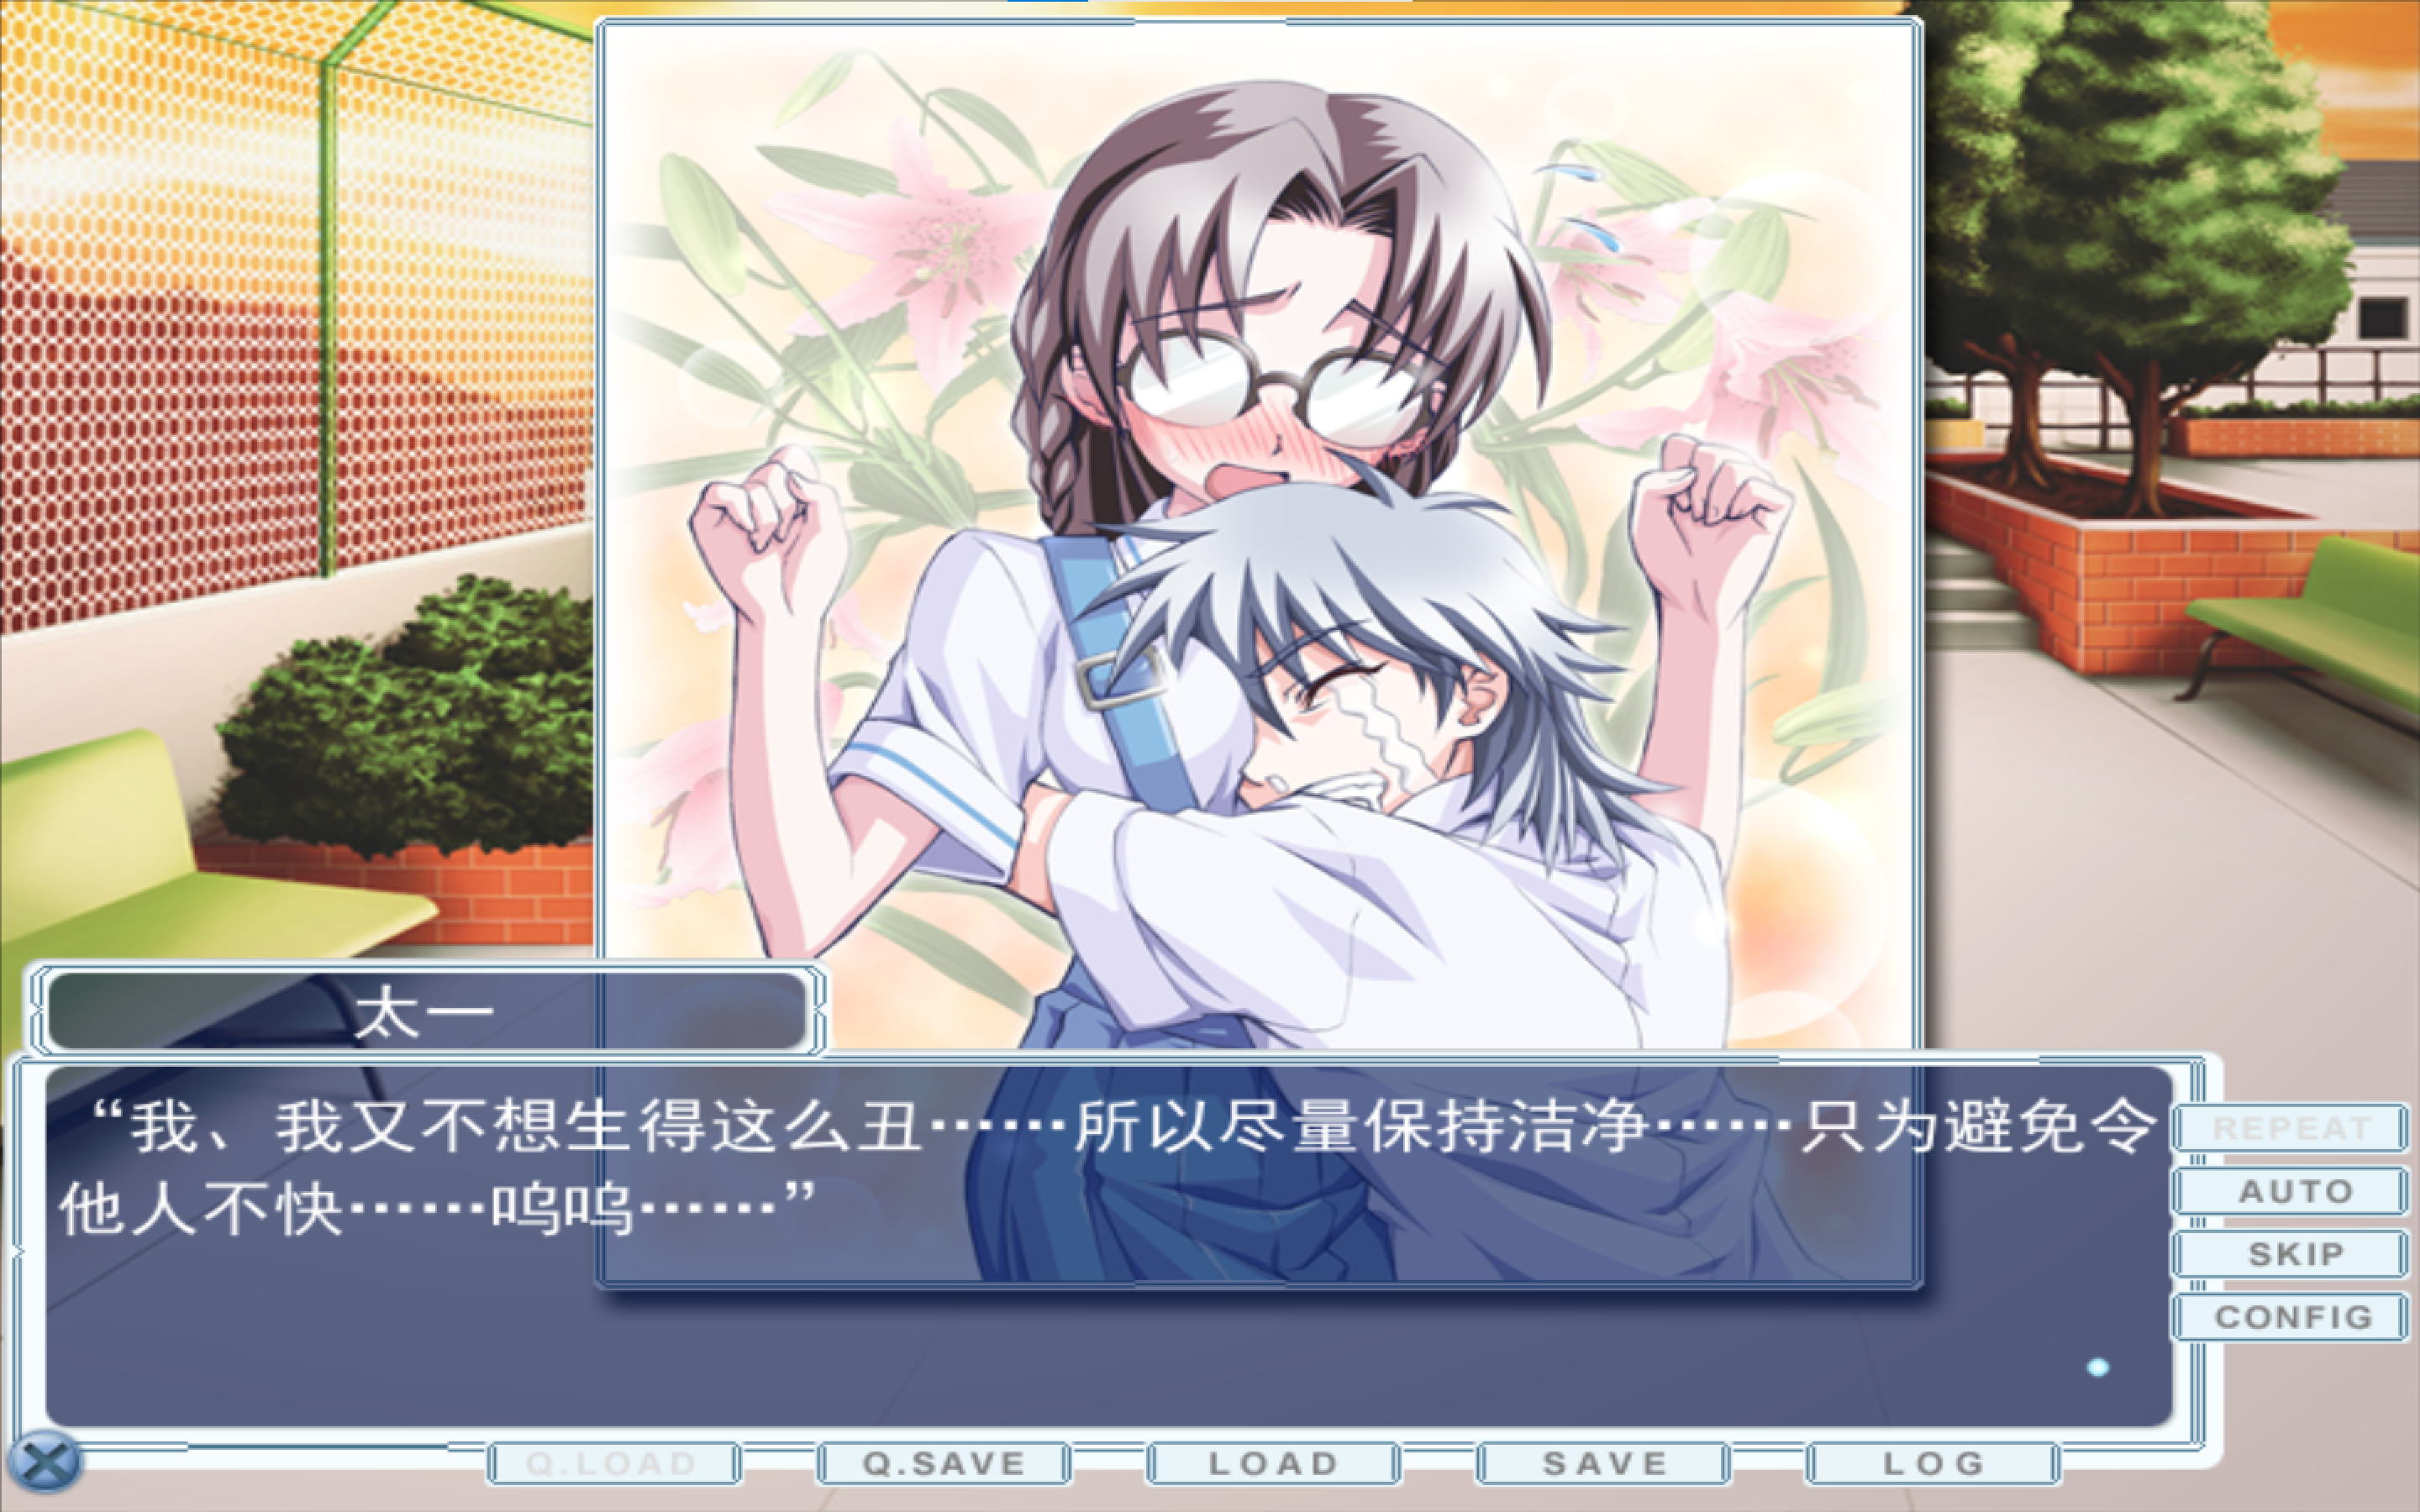 太一
“我、我又不想生得这么丑……所以尽量保持洁净……只为避免令
他人不快……呜呜……”
REPEAT
AUTO
SKIP
CONFIG
Q.LOAD
Q.SAVE
LOAD
SAVE
LOG